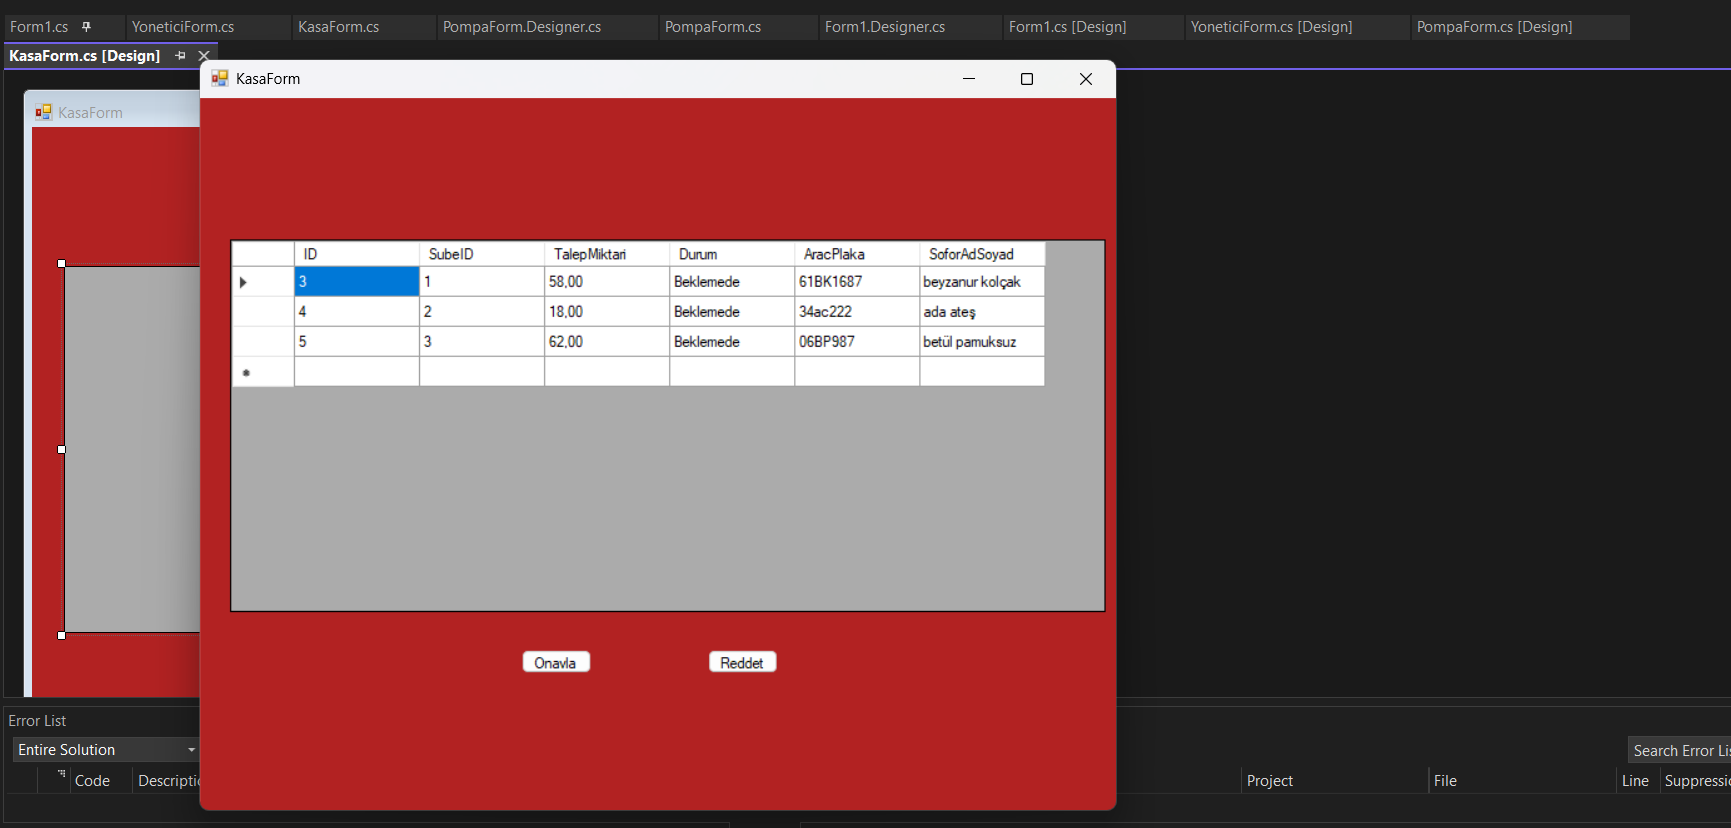 Form1.cs YoneticiForm.cs KasaForm.cs PompaForm.Designer.cs PompaForm.cs Form1.Designer.cs Form1.cs [Design] YoneticiForm.cs [Design] PompaForm.cs [Design]
KasaForm.cs [Design]
KasaForm
KasaForm
ID SubeID TalepMiktari Durum AracPlaka SoforAdSoyad
3 1 58,00 Beklemede 61BK1687 beyzanur kolçak
4 2 18,00 Beklemede 34ac222 ada ateş
5 3 62,00 Beklemede 06BP987 betül pamuksuz
Onayla Reddet
Error List
Entire Solution Search Error Lis
Code Descriptio Project File Line Suppressio